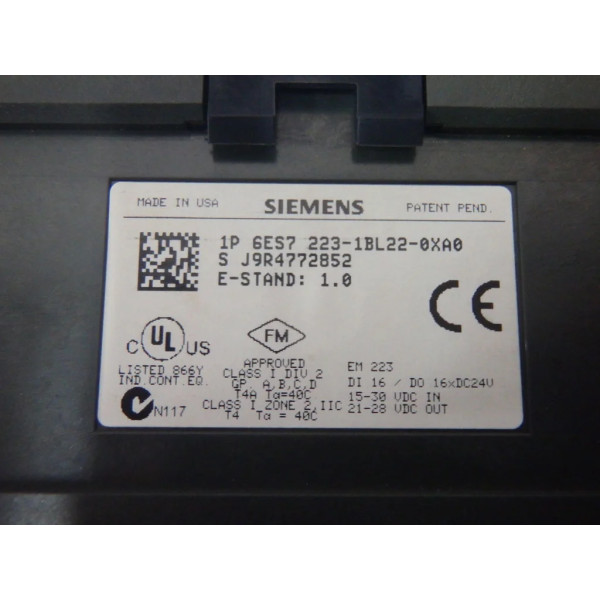 MADE IN USA SIEMENS PATENT PEND.
1P 6ES7 223-1BL22-0XA0
S J9R4772852
E-STAND: 1.0
C UL US
LISTED 866Y
IND.CONT.EQ.
N117
FM
APPROVED
CLASS I DIV 2
GP. A,B,C,D
T4A Ta=40C
CLASS I ZONE 2,IIC
T4 Ta = 40C
CE
EM 223
DI 16 / DO 16xDC24V
15-30 VDC IN
21-28 VDC OUT